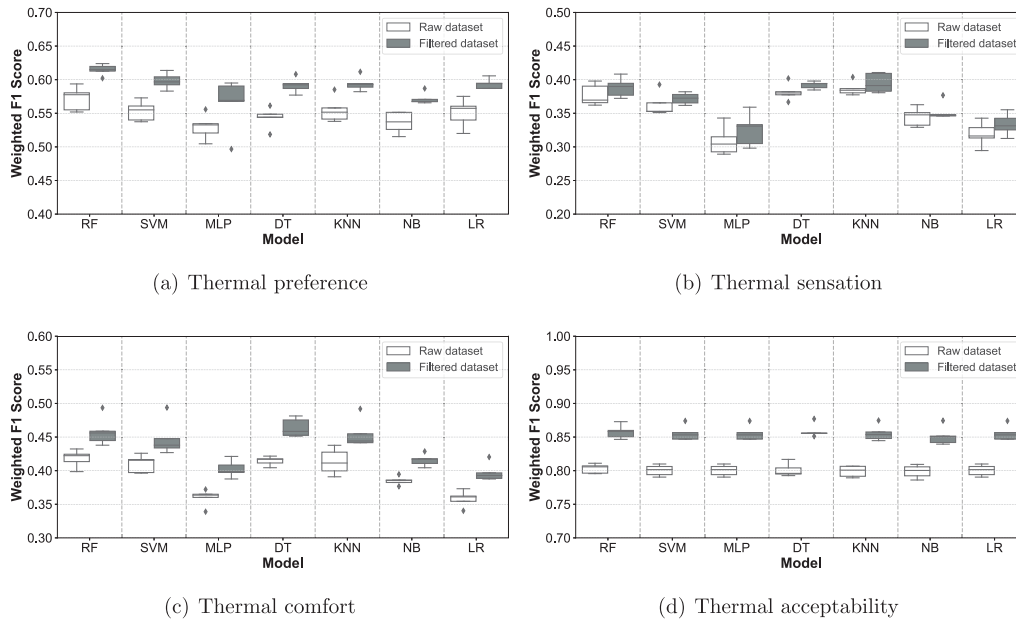 0.70
0.65
0.60
0.55
0.50
0.45
0.40
Weighted F1 Score
Raw dataset
Filtered dataset
RF SVM MLP DT KNN NB LR
Model
(a) Thermal preference
0.50
0.45
0.40
0.35
0.30
0.25
0.20
Weighted F1 Score
Raw dataset
Filtered dataset
RF SVM MLP DT KNN NB LR
Model
(b) Thermal sensation
0.60
0.55
0.50
0.45
0.40
0.35
0.30
Weighted F1 Score
Raw dataset
Filtered dataset
RF SVM MLP DT KNN NB LR
Model
(c) Thermal comfort
1.00
0.95
0.90
0.85
0.80
0.75
0.70
Weighted F1 Score
Raw dataset
Filtered dataset
RF SVM MLP DT KNN NB LR
Model
(d) Thermal acceptability